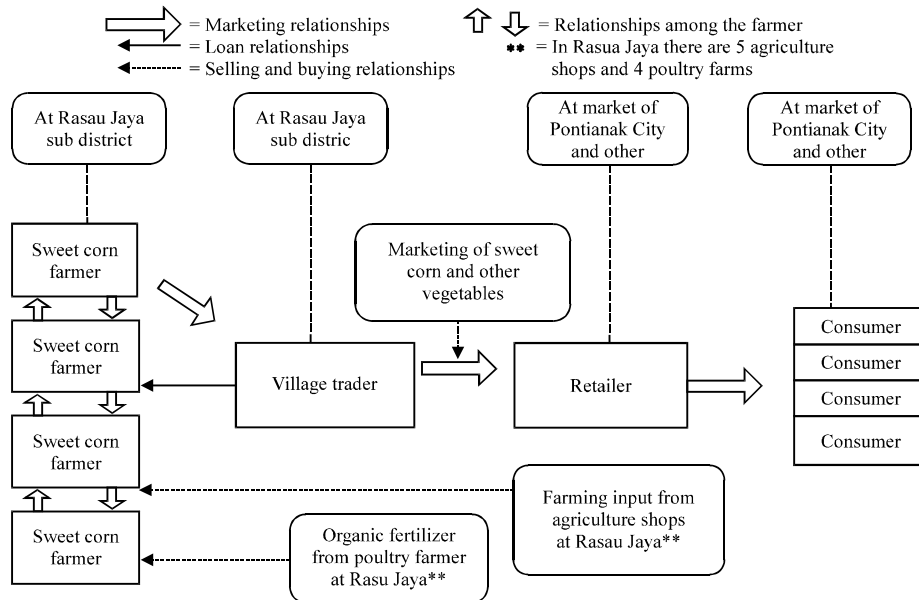 = Marketing relationships
= Loan relationships
= Selling and buying relationships
= Relationships among the farmer
** = In Rasua Jaya there are 5 agriculture
shops and 4 poultry farms
At Rasau Jaya
sub district
At Rasau Jaya
sub distric
At market of
Pontianak City
and other
At market of
Pontianak City
and other
Sweet corn
farmer
Marketing of sweet
corn and other
vegetables
Sweet corn
farmer
Village trader
Retailer
Consumer
Consumer
Consumer
Consumer
Sweet corn
farmer
Farming input from
agriculture shops
at Rasau Jaya**
Sweet corn
farmer
Organic fertilizer
from poultry farmer
at Rasu Jaya**